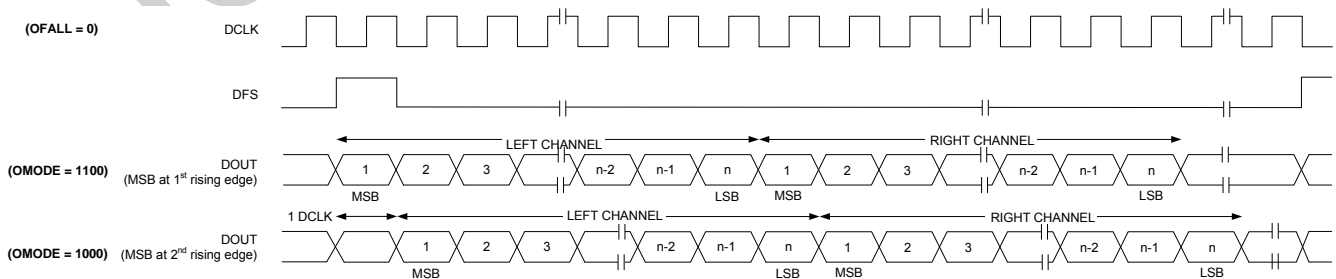 (OFALL = 0) DCLK
DFS
LEFT CHANNEL RIGHT CHANNEL
(OMODE = 1100) DOUT 1 2 3 n-2 n-1 n 1 2 3 n-2 n-1 n
(MSB at 1st rising edge)
MSB LSB MSB LSB
1 DCLK LEFT CHANNEL RIGHT CHANNEL
(OMODE = 1000) DOUT 1 2 3 n-2 n-1 n 1 2 3 n-2 n-1 n
(MSB at 2nd rising edge)
MSB LSB MSB LSB